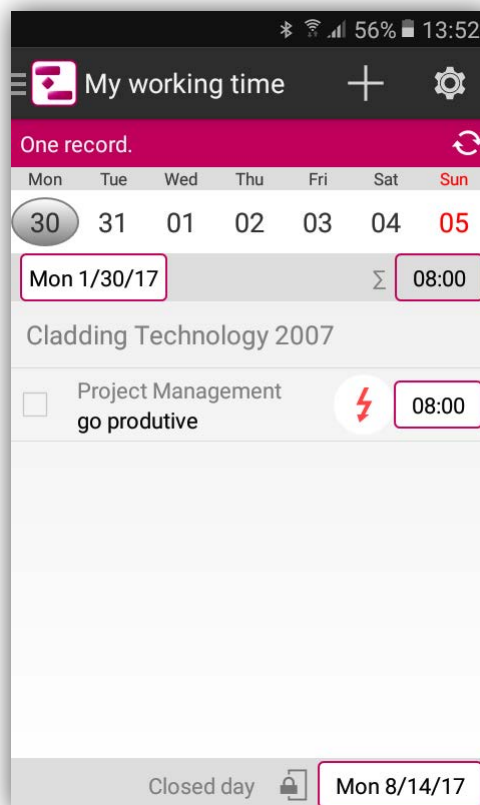 56% 13:52
My working time
One record.
Mon Tue Wed Thu Fri Sat Sun
30 31 01 02 03 04 05
Mon 1/30/17 Σ 08:00
Cladding Technology 2007
Project Management
go produtive 08:00
Closed day Mon 8/14/17